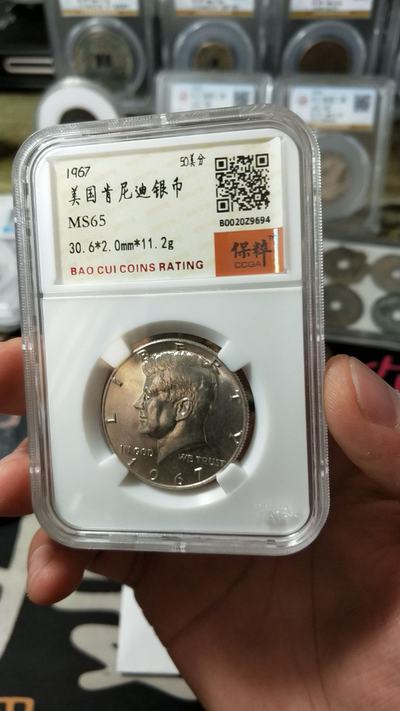 1967 50美分
美国肯尼迪银币
MS65
B0020Z9694
30.6*2.0mm*11.2g
保粹
CCGA
BAO CUI COINS RATING
LIBERTY
IN GOD WE TRUST
1967